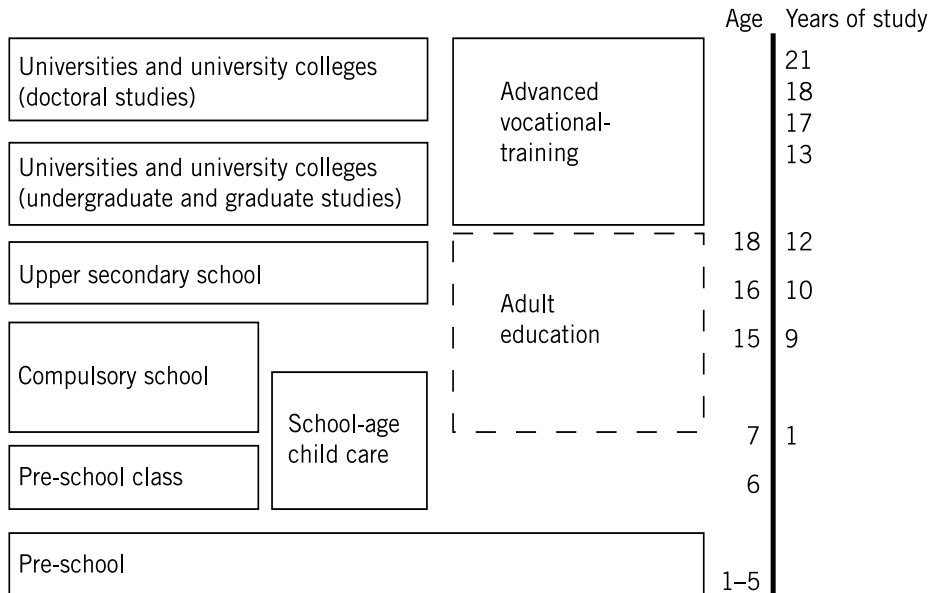 Age Years of study
Universities and university colleges
(doctoral studies)
Advanced
vocational-
training
21
18
17
13
Universities and university colleges
(undergraduate and graduate studies)
Upper secondary school
18 12
Adult
education
16 10
15 9
Compulsory school
School-age
child care
7 1
Pre-school class
6
Pre-school
1–5